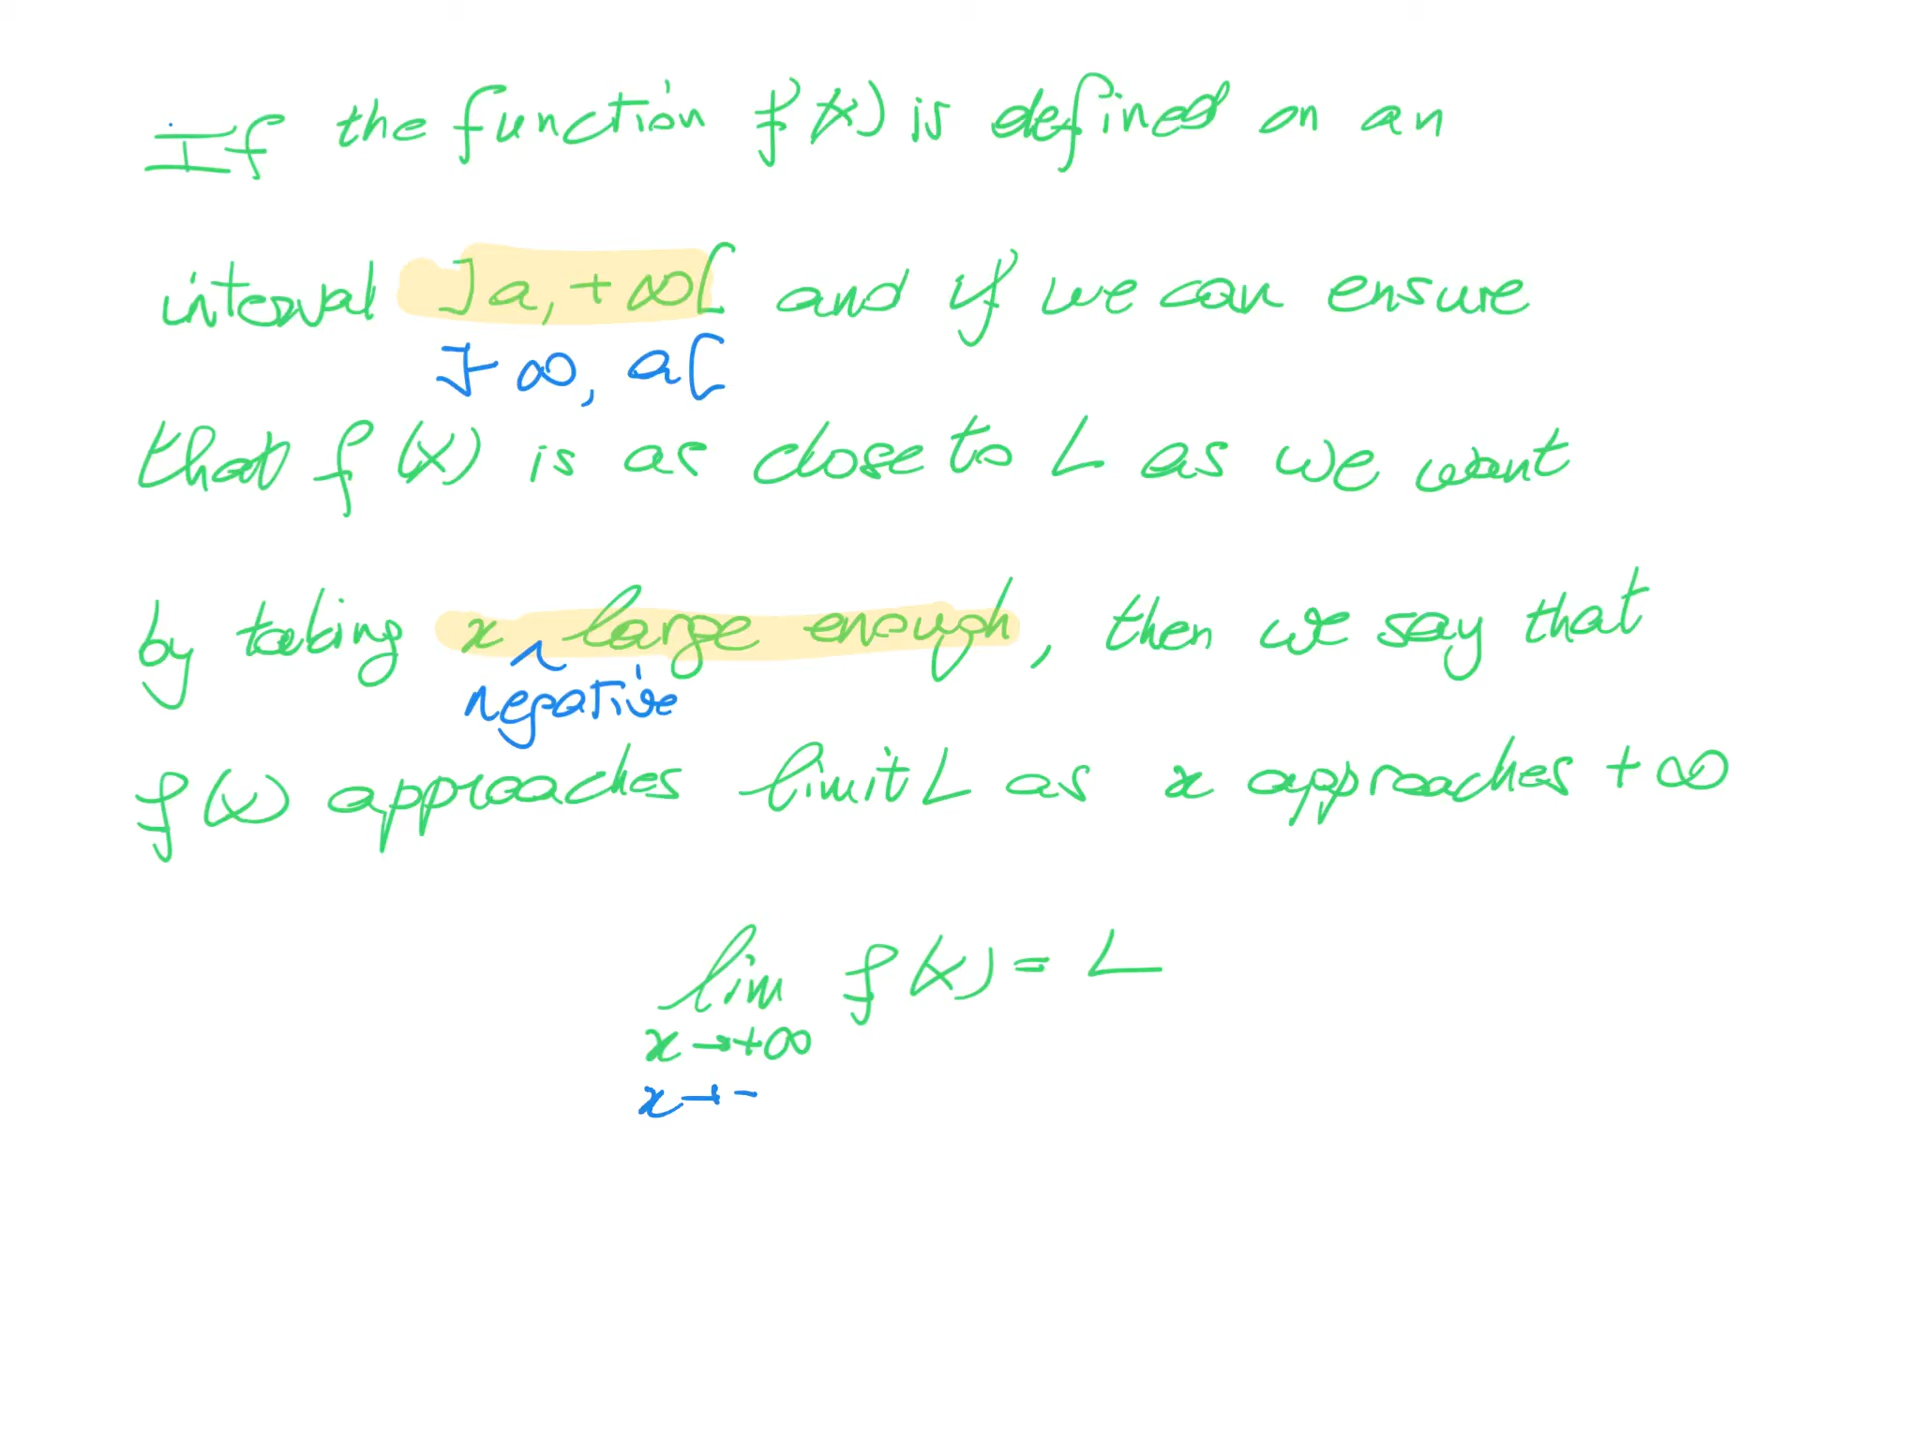 If the function f(x) is defined on an
interval ]a, +∞[ and if we can ensure
]-∞, a[
that f(x) is as close to L as we want
by taking x large enough, then we say that
negative
f(x) approaches limit L as x approaches +∞
lim f(x) = L
x→+∞
x→-